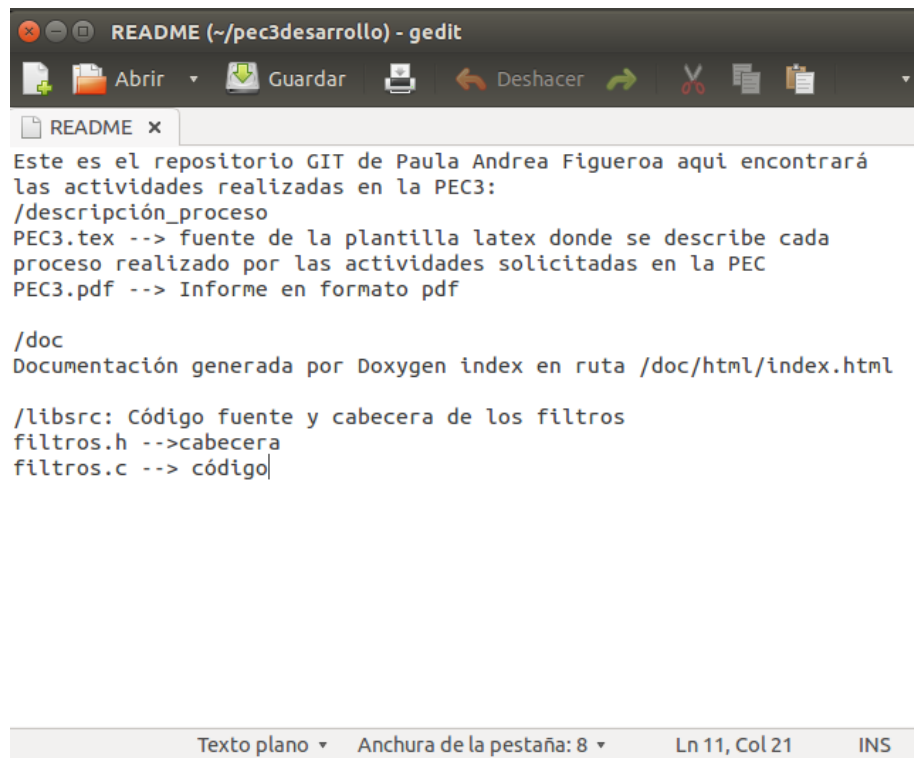 README (~/pec3desarrollo) - gedit
Abrir Guardar Deshacer
README x
Este es el repositorio GIT de Paula Andrea Figueroa aqui encontrará
las actividades realizadas en la PEC3:
/descripción_proceso
PEC3.tex --> fuente de la plantilla latex donde se describe cada
proceso realizado por las actividades solicitadas en la PEC
PEC3.pdf --> Informe en formato pdf

/doc
Documentación generada por Doxygen index en ruta /doc/html/index.html

/libsrc: Código fuente y cabecera de los filtros
filtros.h -->cabecera
filtros.c --> código
Texto plano Anchura de la pestaña: 8 Ln 11, Col 21 INS